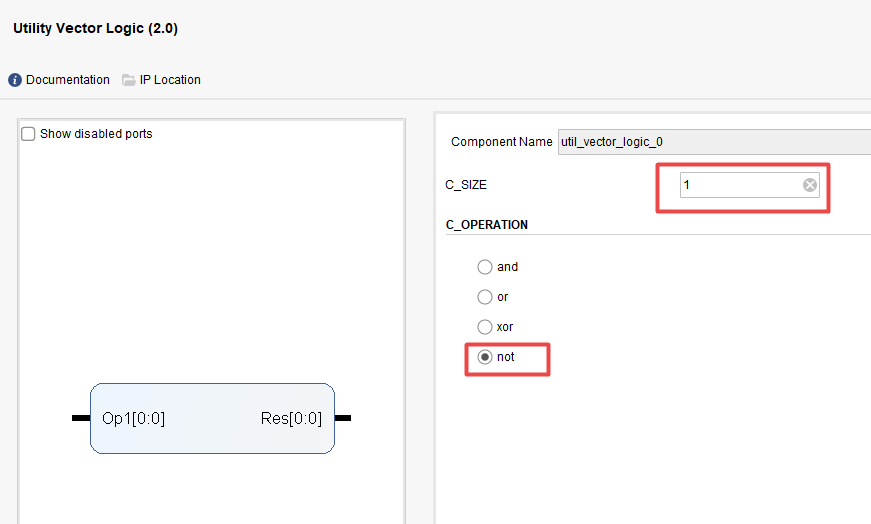 Utility Vector Logic (2.0)
Documentation IP Location
Show disabled ports
Op1[0:0] Res[0:0]
Component Name util_vector_logic_0
C_SIZE 1
C_OPERATION
and
or
xor
not